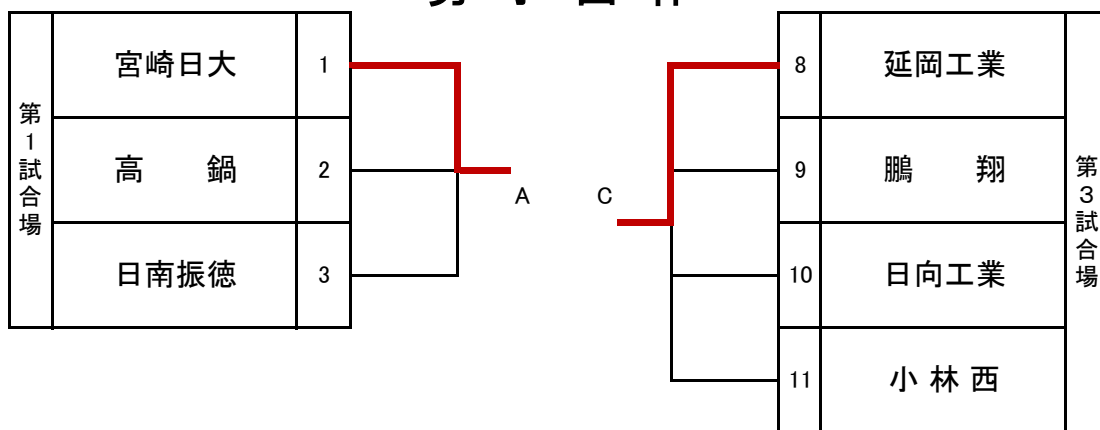 第1試合場
宮崎日大 1
高鍋 2
日南振徳 3
A
C
8 延岡工業
9 鵬翔
10 日向工業
11 小林西
第3試合場